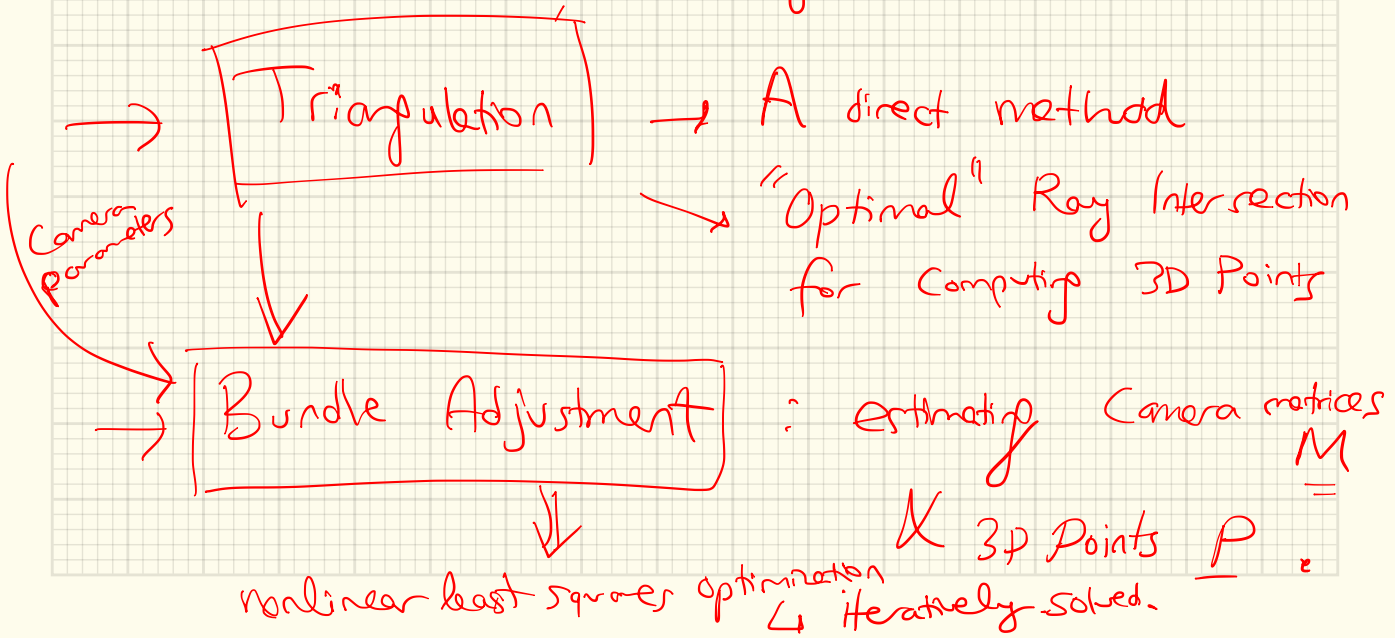 → Triangulation → A direct method
↘ "Optimal" Ray Intersection
for Computing 3D Points
Camera
parameters
→ Bundle Adjustment : estimating Camera matrices
M
& 3D Points P.
nonlinear least squares optimization
↳ iteratively solved.